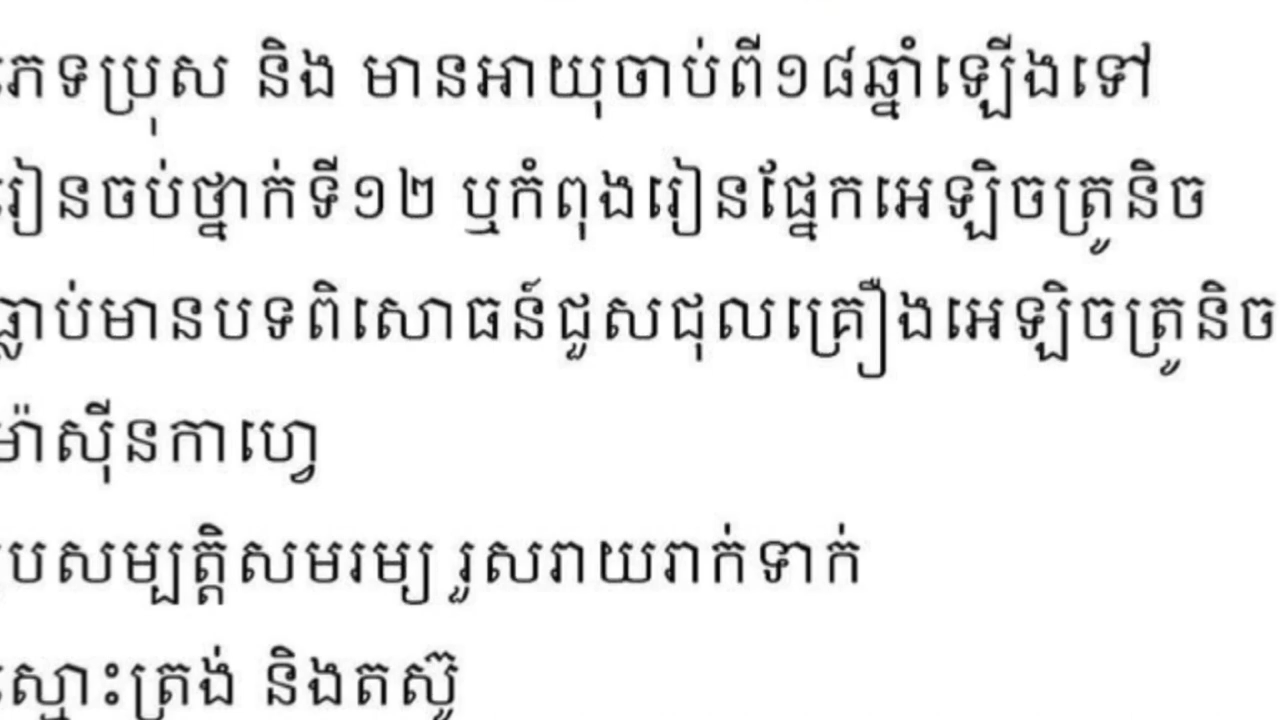 ភេទប្រុស និង មានអាយុចាប់ពី១៨ឆ្នាំឡើងទៅ
រៀនចប់ថ្នាក់ទី១២ ឬកំពុងរៀនផ្នែកអេឡិចត្រូនិច
ធ្លាប់មានបទពិសោធន៍ជួសជុលគ្រឿងអេឡិចត្រូនិច
ម៉ាស៊ីនកាហ្វេ
រូបសម្បត្តិសមរម្យ រួសរាយរាក់ទាក់
ស្មោះត្រង់ និងតស៊ូ